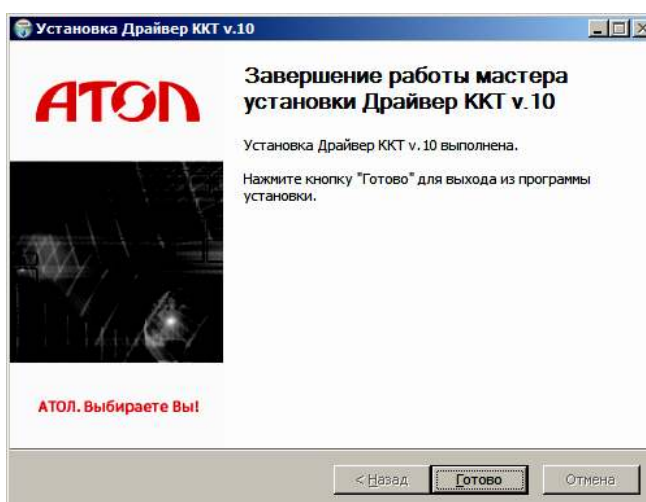 Установка Драйвер ККТ v.10
АТОЛ
Завершение работы мастера
установки Драйвер ККТ v.10
Установка Драйвер ККТ v.10 выполнена.
Нажмите кнопку "Готово" для выхода из программы
установки.
АТОЛ. Выбираете Вы!
< Назад
Готово
Отмена